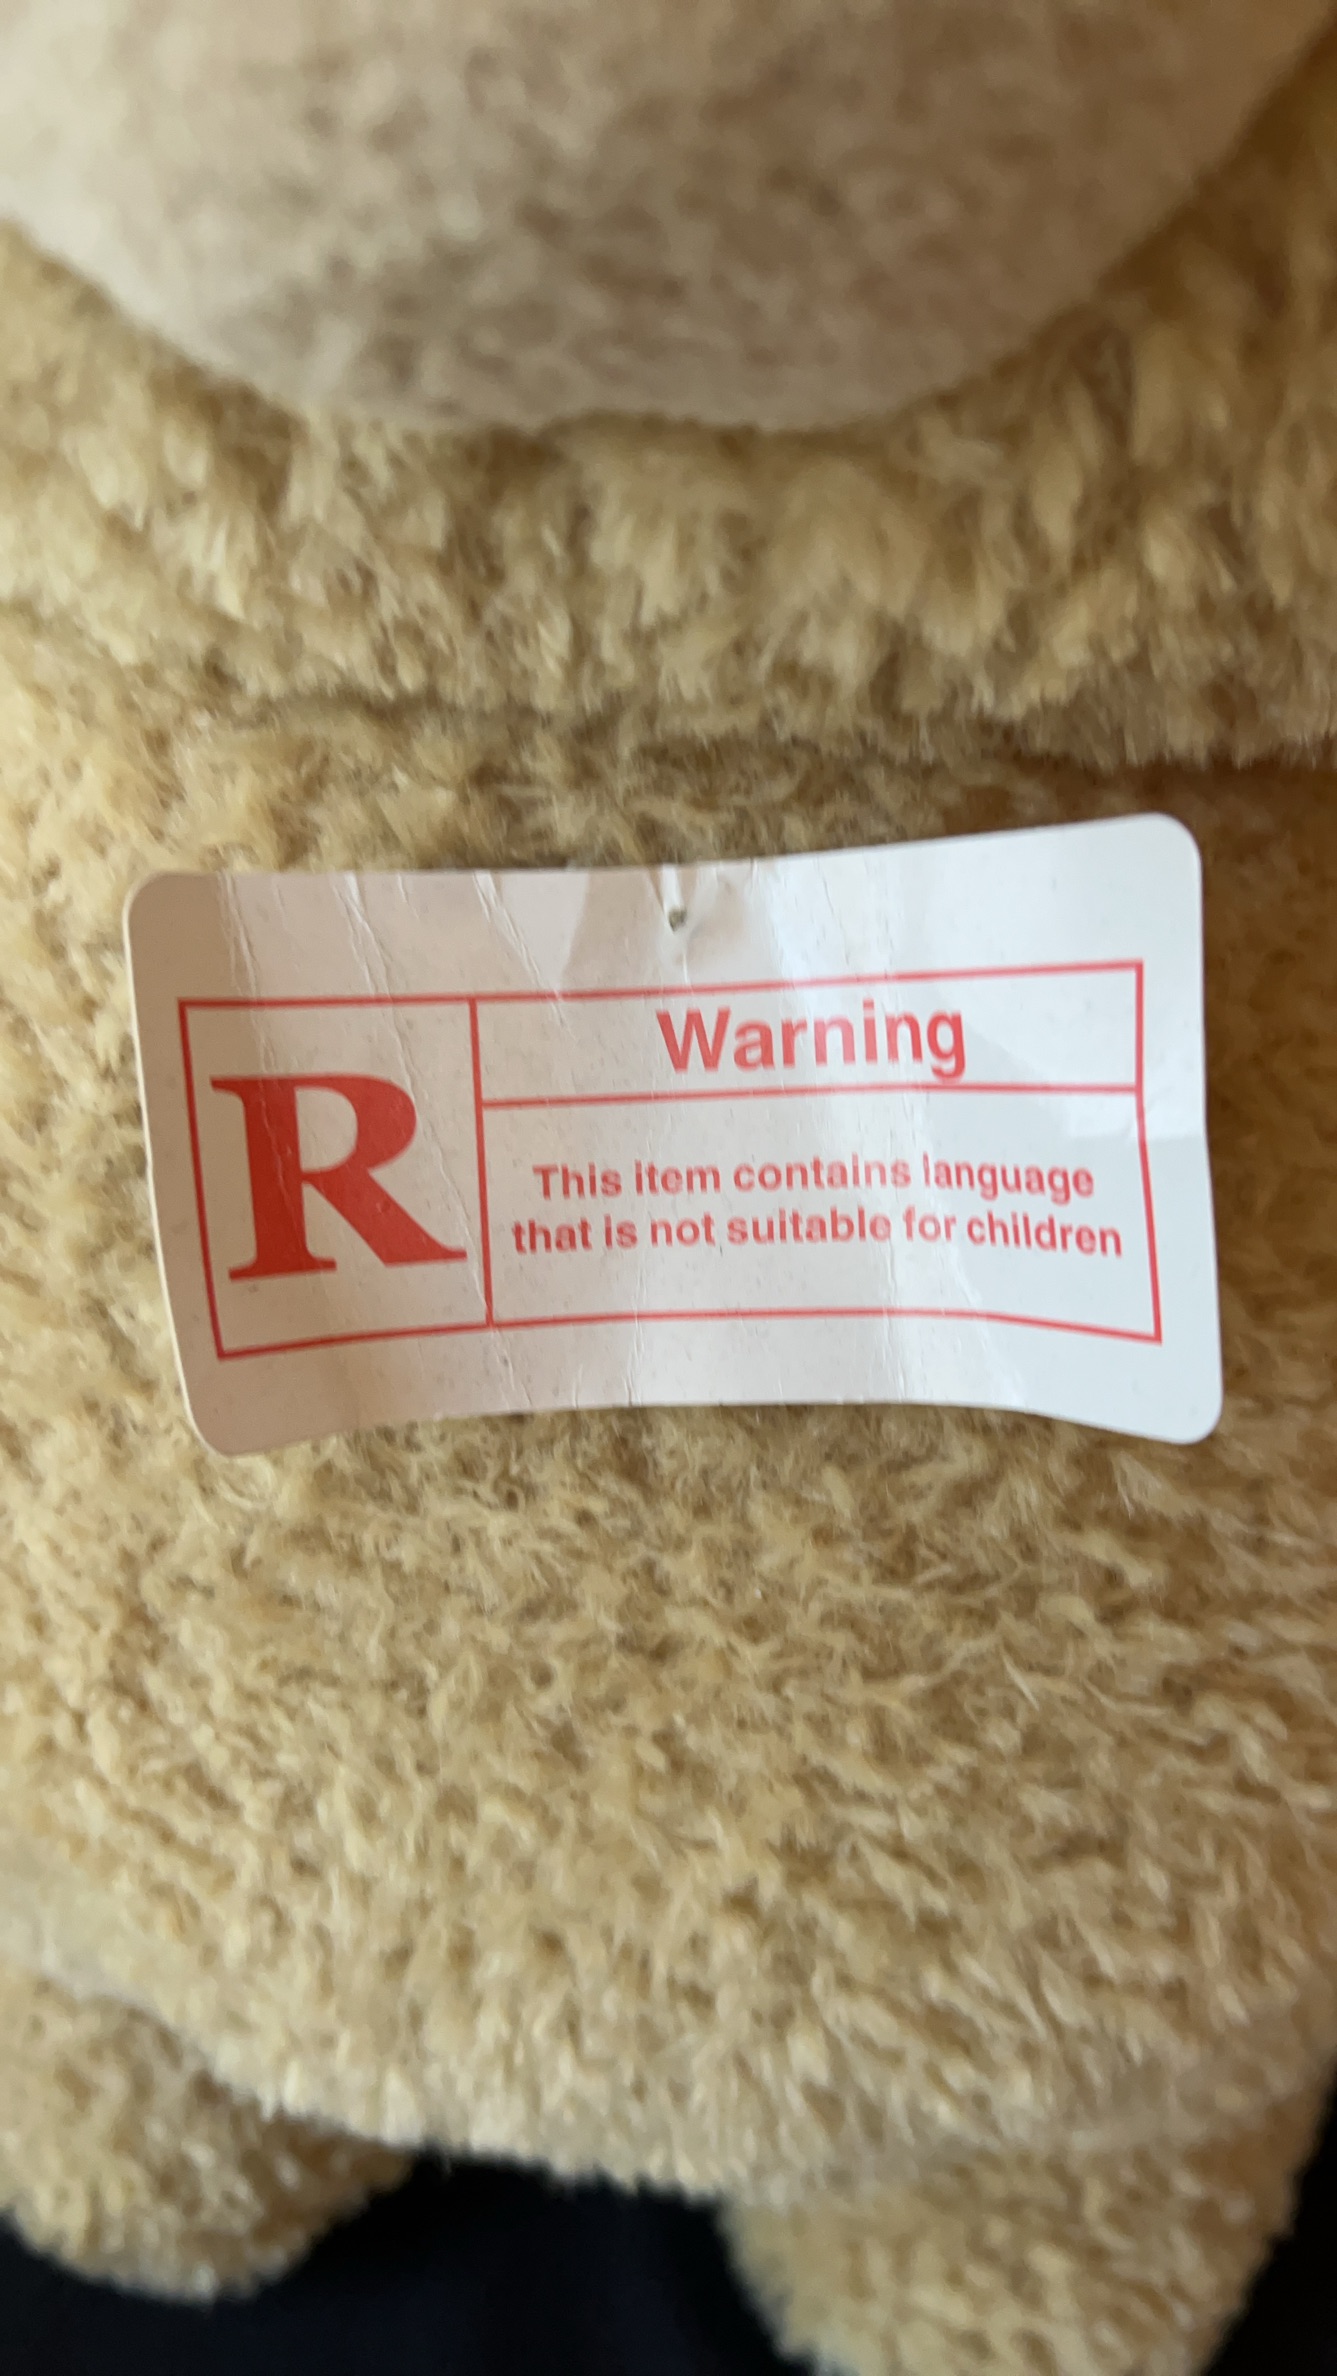 R
Warning
This item contains language
that is not suitable for children